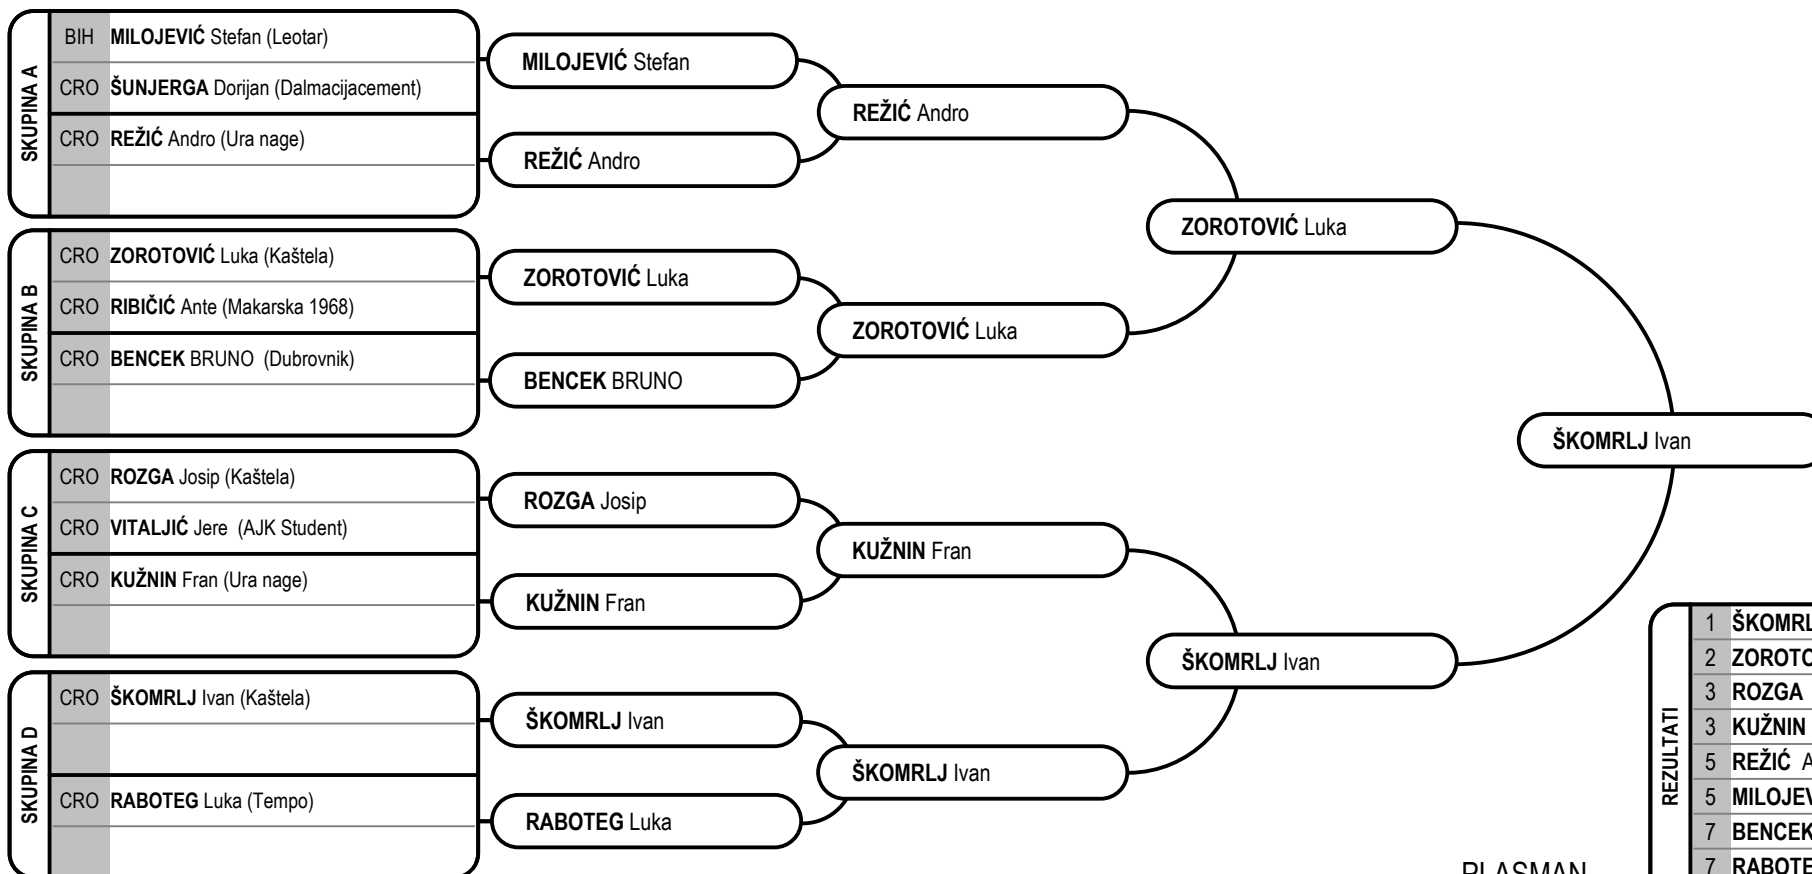 SKUPINA A
BIH MILOJEVIĆ Stefan (Leotar)
CRO ŠUNJERGA Dorijan (Dalmacijacement)
CRO REŽIĆ Andro (Ura nage)
SKUPINA B
CRO ZOROTOVIĆ Luka (Kaštela)
CRO RIBIČIĆ Ante (Makarska 1968)
CRO BENCEK BRUNO (Dubrovnik)
SKUPINA C
CRO ROZGA Josip (Kaštela)
CRO VITALJIĆ Jere (AJK Student)
CRO KUŽNIN Fran (Ura nage)
SKUPINA D
CRO ŠKOMRLJ Ivan (Kaštela)
CRO RABOTEG Luka (Tempo)
MILOJEVIĆ Stefan
REŽIĆ Andro
ZOROTOVIĆ Luka
BENCEK BRUNO
ROZGA Josip
KUŽNIN Fran
ŠKOMRLJ Ivan
RABOTEG Luka
REŽIĆ Andro
ZOROTOVIĆ Luka
KUŽNIN Fran
ŠKOMRLJ Ivan
ZOROTOVIĆ Luka
ŠKOMRLJ Ivan
ŠKOMRLJ Ivan
PLASMAN
REZULTATI
1 ŠKOMRL
2 ZOROTO
3 ROZGA
3 KUŽNIN
5 REŽIĆ A
5 MILOJEV
7 BENCEK
7 RABOTE